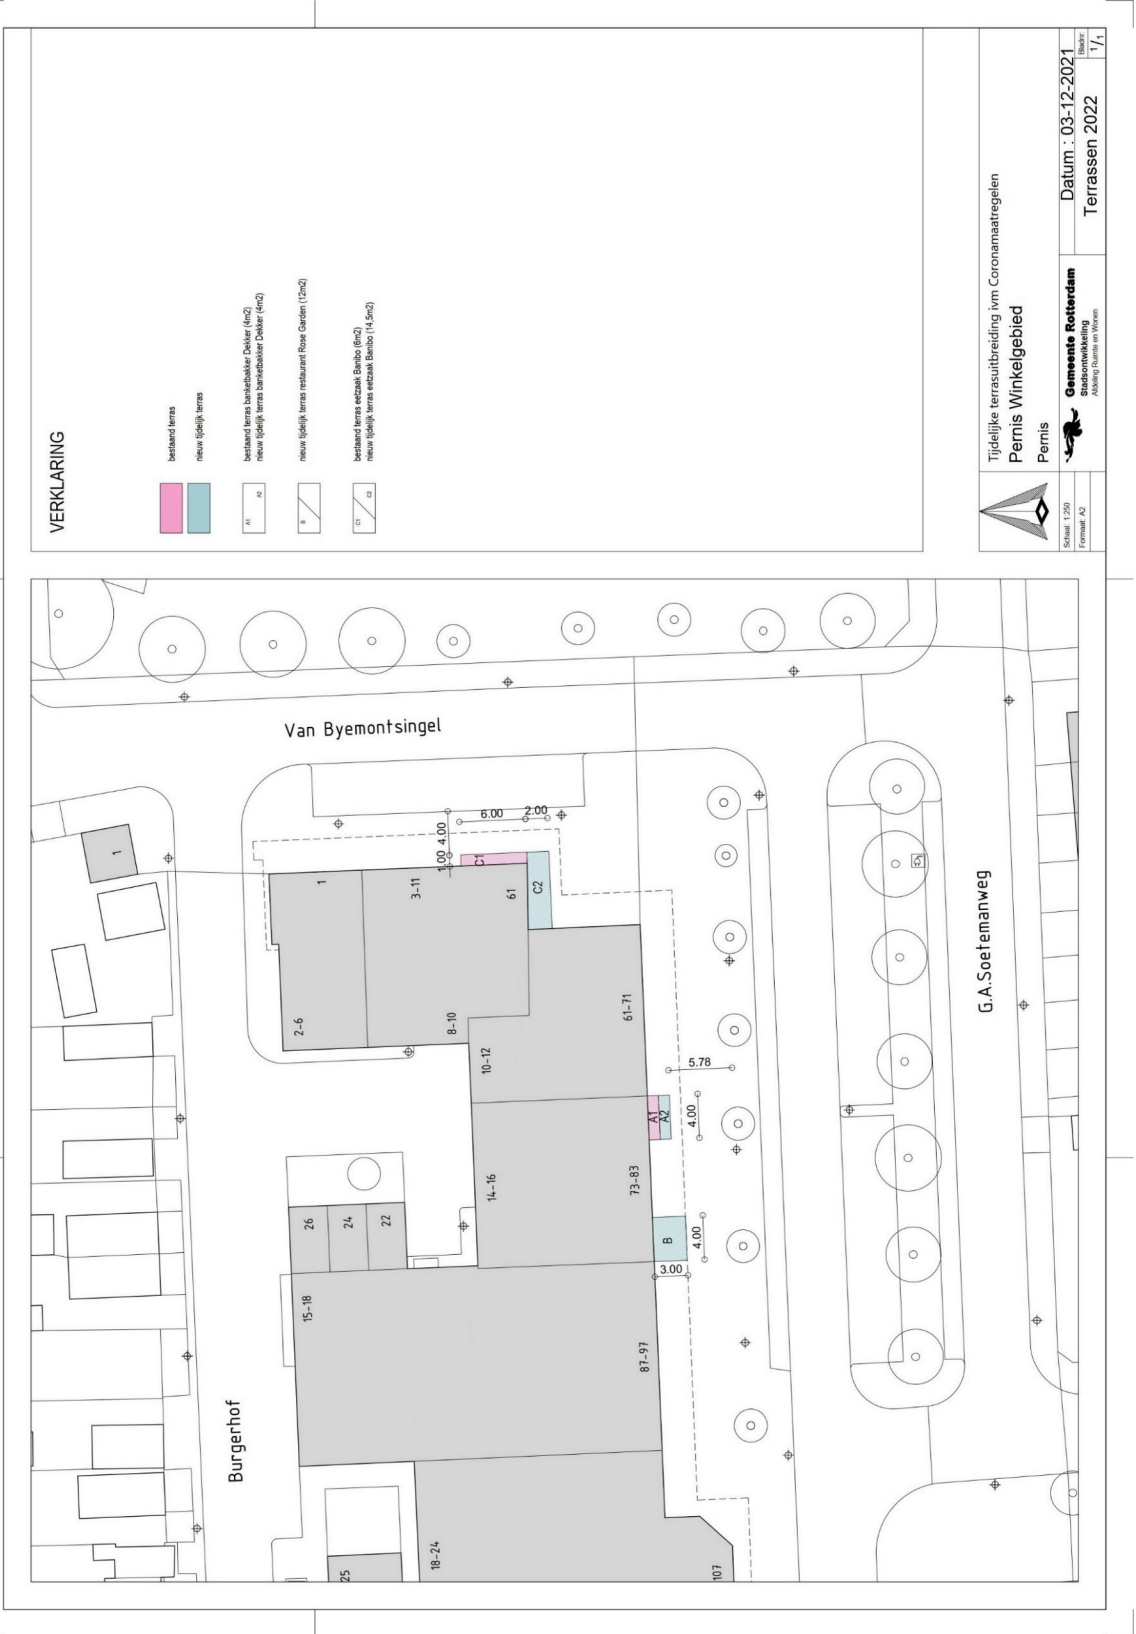 VERKLARING
bestaand terras
nieuw tijdelijk terras
A1
A2
bestaand terras banketbakker Dekker (4m2)
nieuw tijdelijk terras banketbakker Dekker (4m2)
B
nieuw tijdelijk terras restaurant Rose Garden (12m2)
C1
C2
bestaand terras eetzaak Banibo (6m2)
nieuw tijdelijk terras eetzaak Banibo (14,5m2)
Tijdelijke terrasuitbreiding ivm Coronamaatregelen
Pernis Winkelgebied
Pernis
Schaal: 1:250
Formaat: A2
Gemeente Rotterdam
Stadsontwikkeling
Afdeling Ruimte en Wonen
Datum : 03-12-2021
Terrassen 2022
Bladnr:
1/1
Van Byemontsingel
1
1
3-11
61
2-6
8-10
10-12
61-71
1.00
4.00
6.00
2.00
C1
C2
5.78
4.00
A1
A2
14-16
73-83
B
4.00
3.00
26
24
22
15-18
87-97
Burgerhof
25
18-24
107
G.A.Soetemanweg